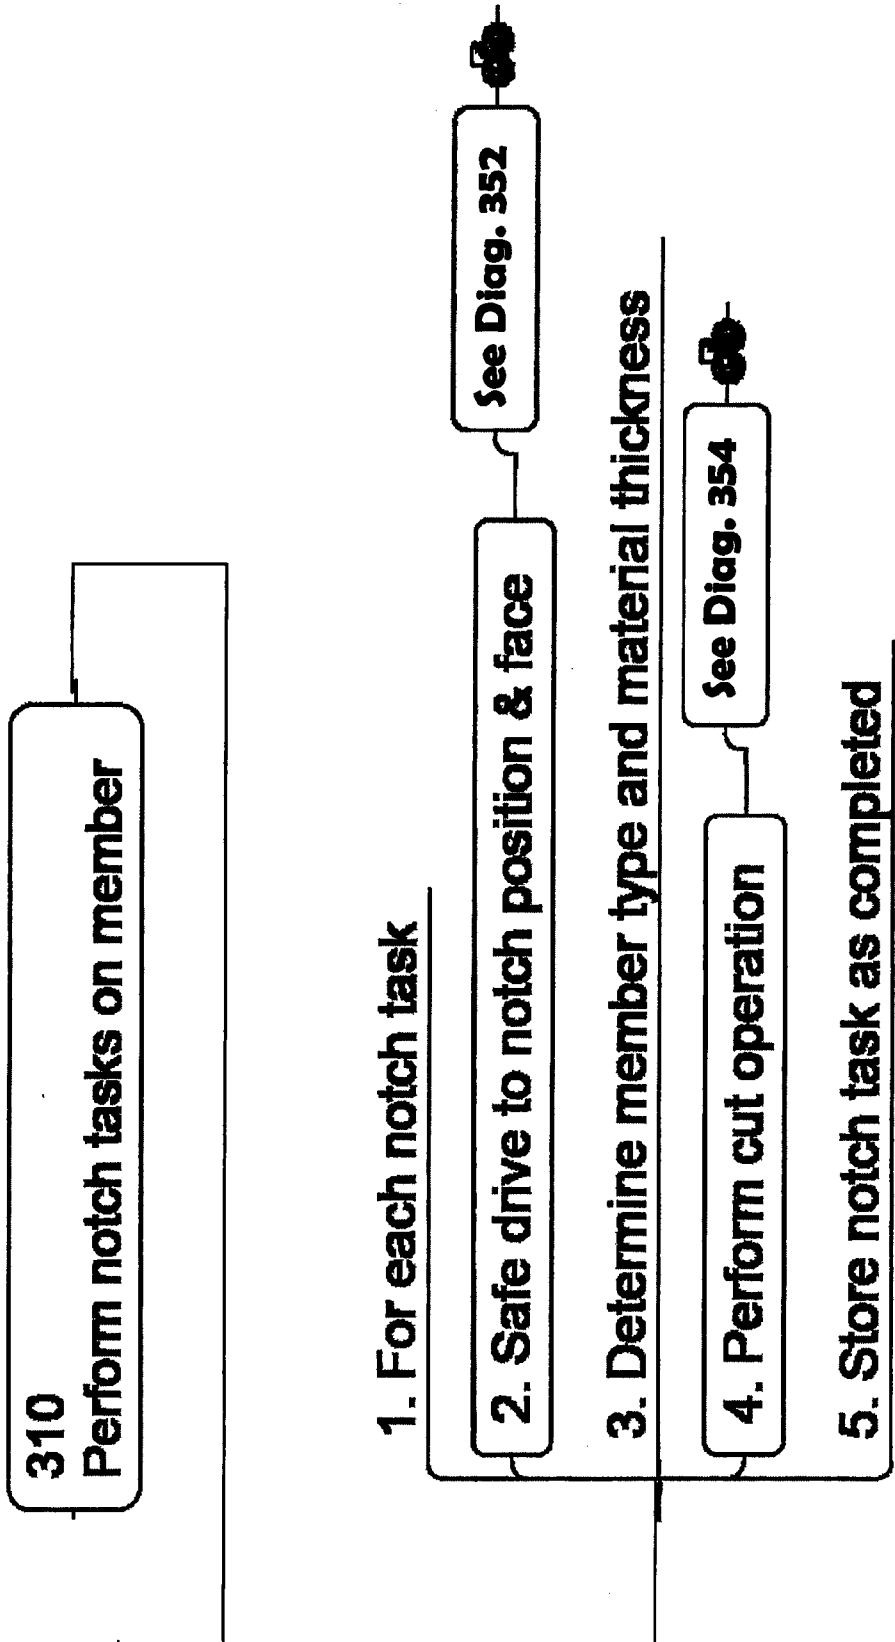 310
Perform notch tasks on member
1. For each notch task
2. Safe drive to notch position & face
See Diag. 352
3. Determine member type and material thickness
4. Perform cut operation
See Diag. 354
5. Store notch task as completed